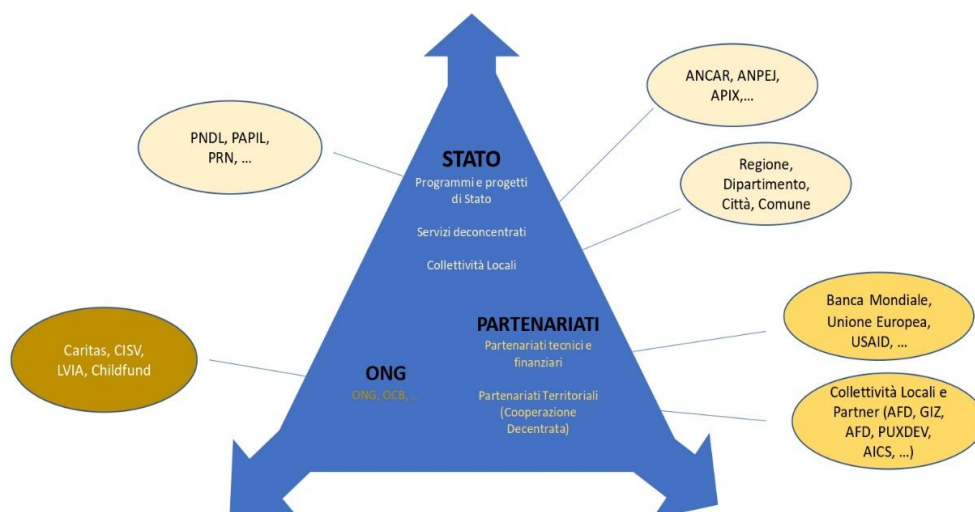 ANCAR, ANPEJ,
APIX,...
PNDL, PAPIL,
PRN, ...
STATO
Programmi e progetti
di Stato
Servizi deconcentrati
Collettività Locali
Regione,
Dipartimento,
Città, Comune
Banca Mondiale,
Unione Europea,
USAID, ...
PARTENARIATI
Partenariati tecnici e
finanziari
Partenariati Territoriali
(Cooperazione
Decentrata)
Caritas, CISV,
LVIA, Childfund
ONG
ONG, OCB, ...
Collettività Locali e
Partner (AFD, GIZ,
AFD, PUXDEV,
AICS, ...)